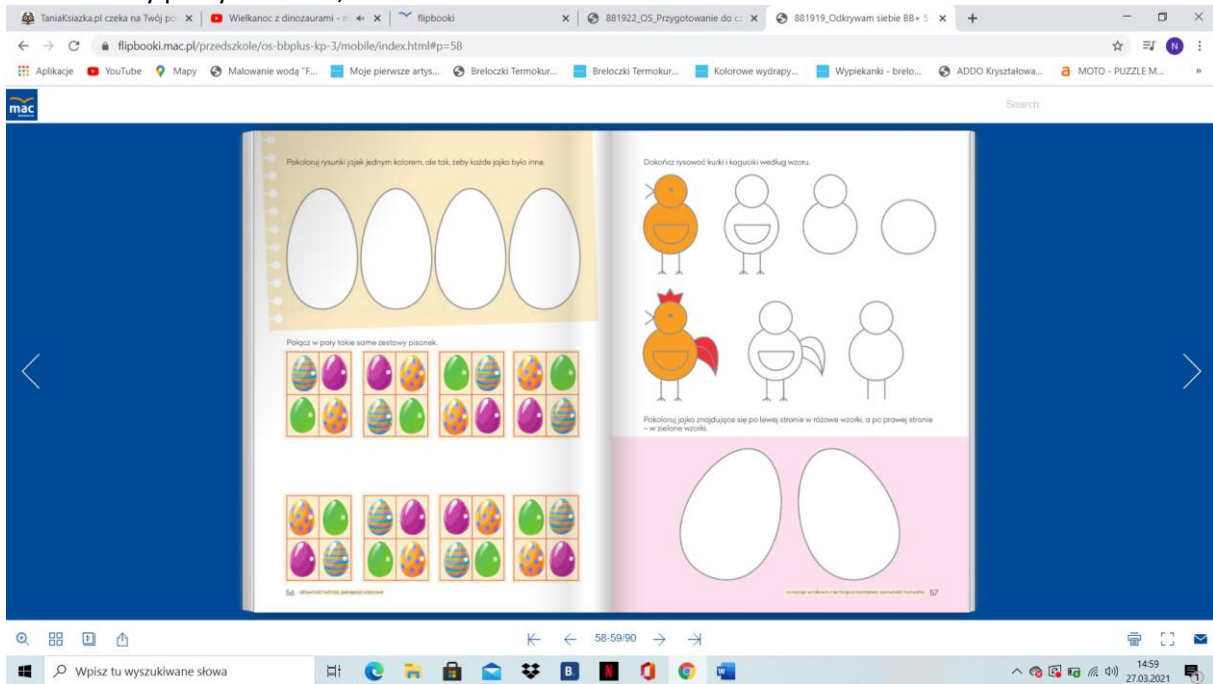 TaniaKsiazka.pl czeka na Twój po
Wielkanoc z dinozaurami - n
flipbooki
881922_OS_Przygotowanie do c
881919_Odkrywam siebie BB+ 5-
flipbooki.mac.pl/przedszkole/os-bbplus-kp-3/mobile/index.html#p=58
N
Aplikacje
YouTube
Mapy
Malowanie wodą "F...
Moje pierwsze artys...
Breloczki Termokur...
Breloczki Termokur...
Kolorowe wydrapy...
Wypiekanki - brelo...
ADDO Kryształowa...
MOTO - PUZZLE M...
mac
Search
Pokoloruj rysunki jajek jednym kolorem, ale tak, żeby każde jajko było inne.
Połącz w pary takie same zestawy pisanek.
56
Dokończ rysować kurki i koguciki według wzoru.
Pokoloruj jajko znajdujące się po lewej stronie w różowe wzorki, a po prawej stronie
– w zielone wzorki.
57
58-59/90
Wpisz tu wyszukiwane słowa
14:59
27.03.2021